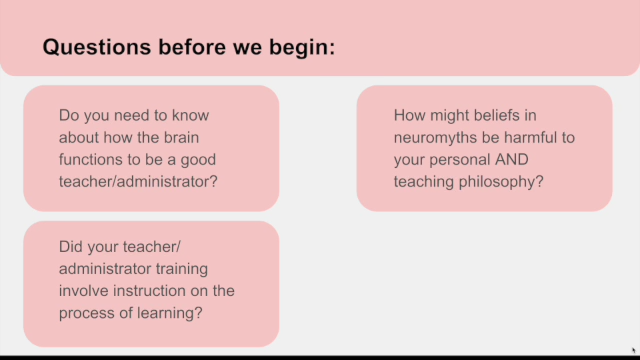 Questions before we begin:
Do you need to know
about how the brain
functions to be a good
teacher/administrator?
How might beliefs in
neuromyths be harmful to
your personal AND
teaching philosophy?
Did your teacher/
administrator training
involve instruction on the
process of learning?